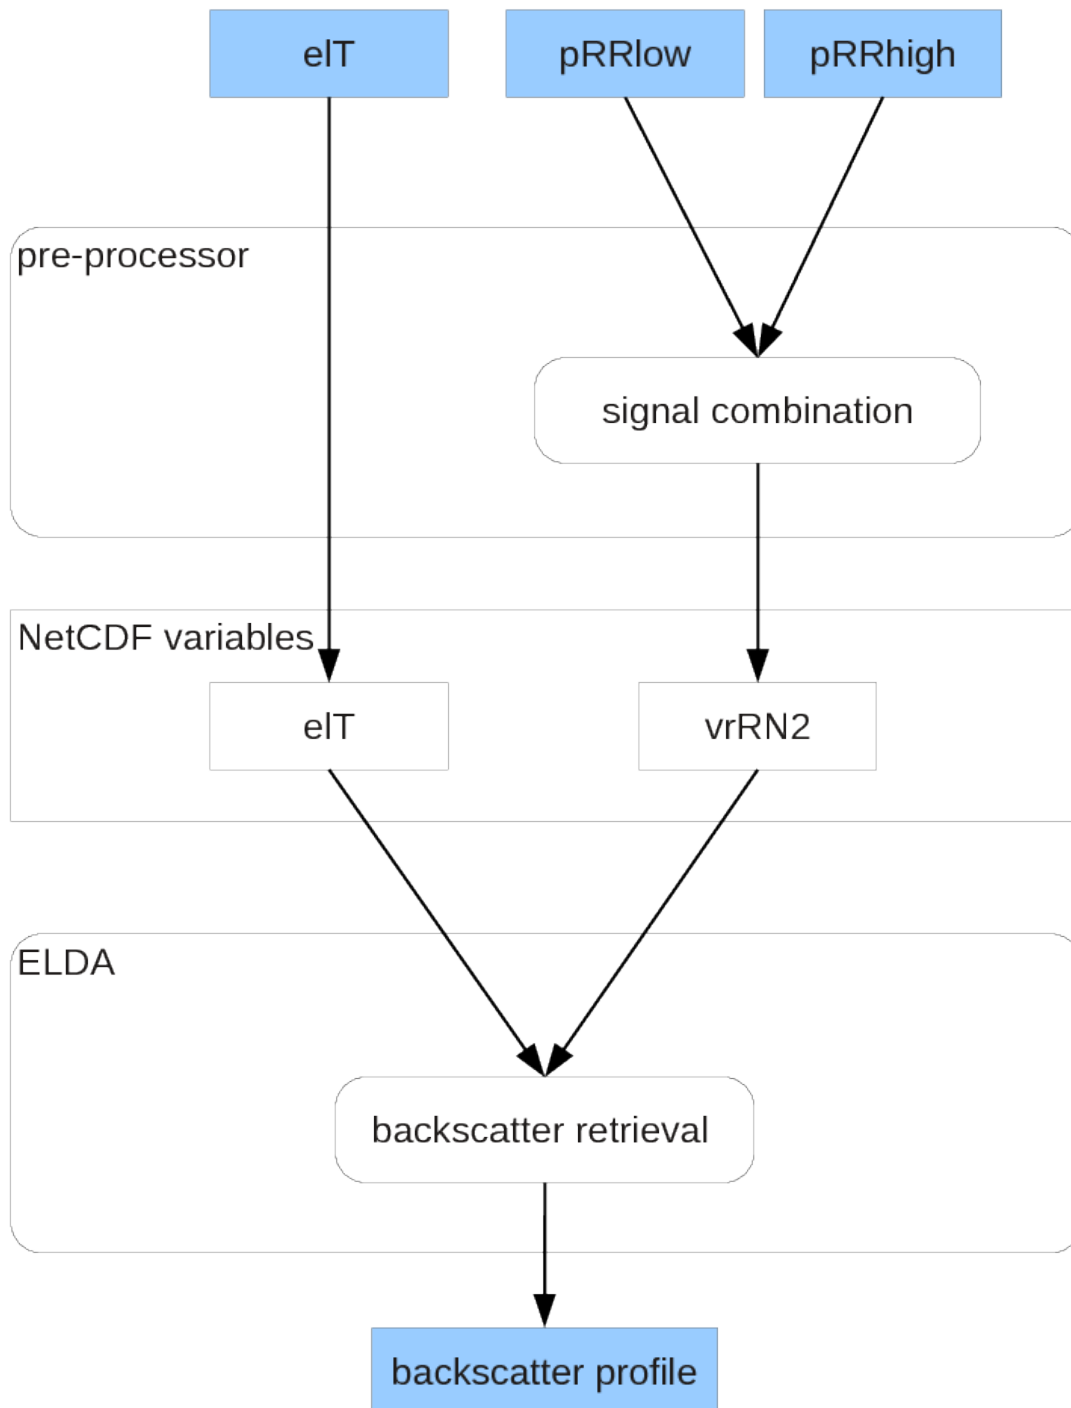 elT
pRRlow
pRRhigh
pre-processor
signal combination
NetCDF variables
elT
vrRN2
ELDA
backscatter retrieval
backscatter profile